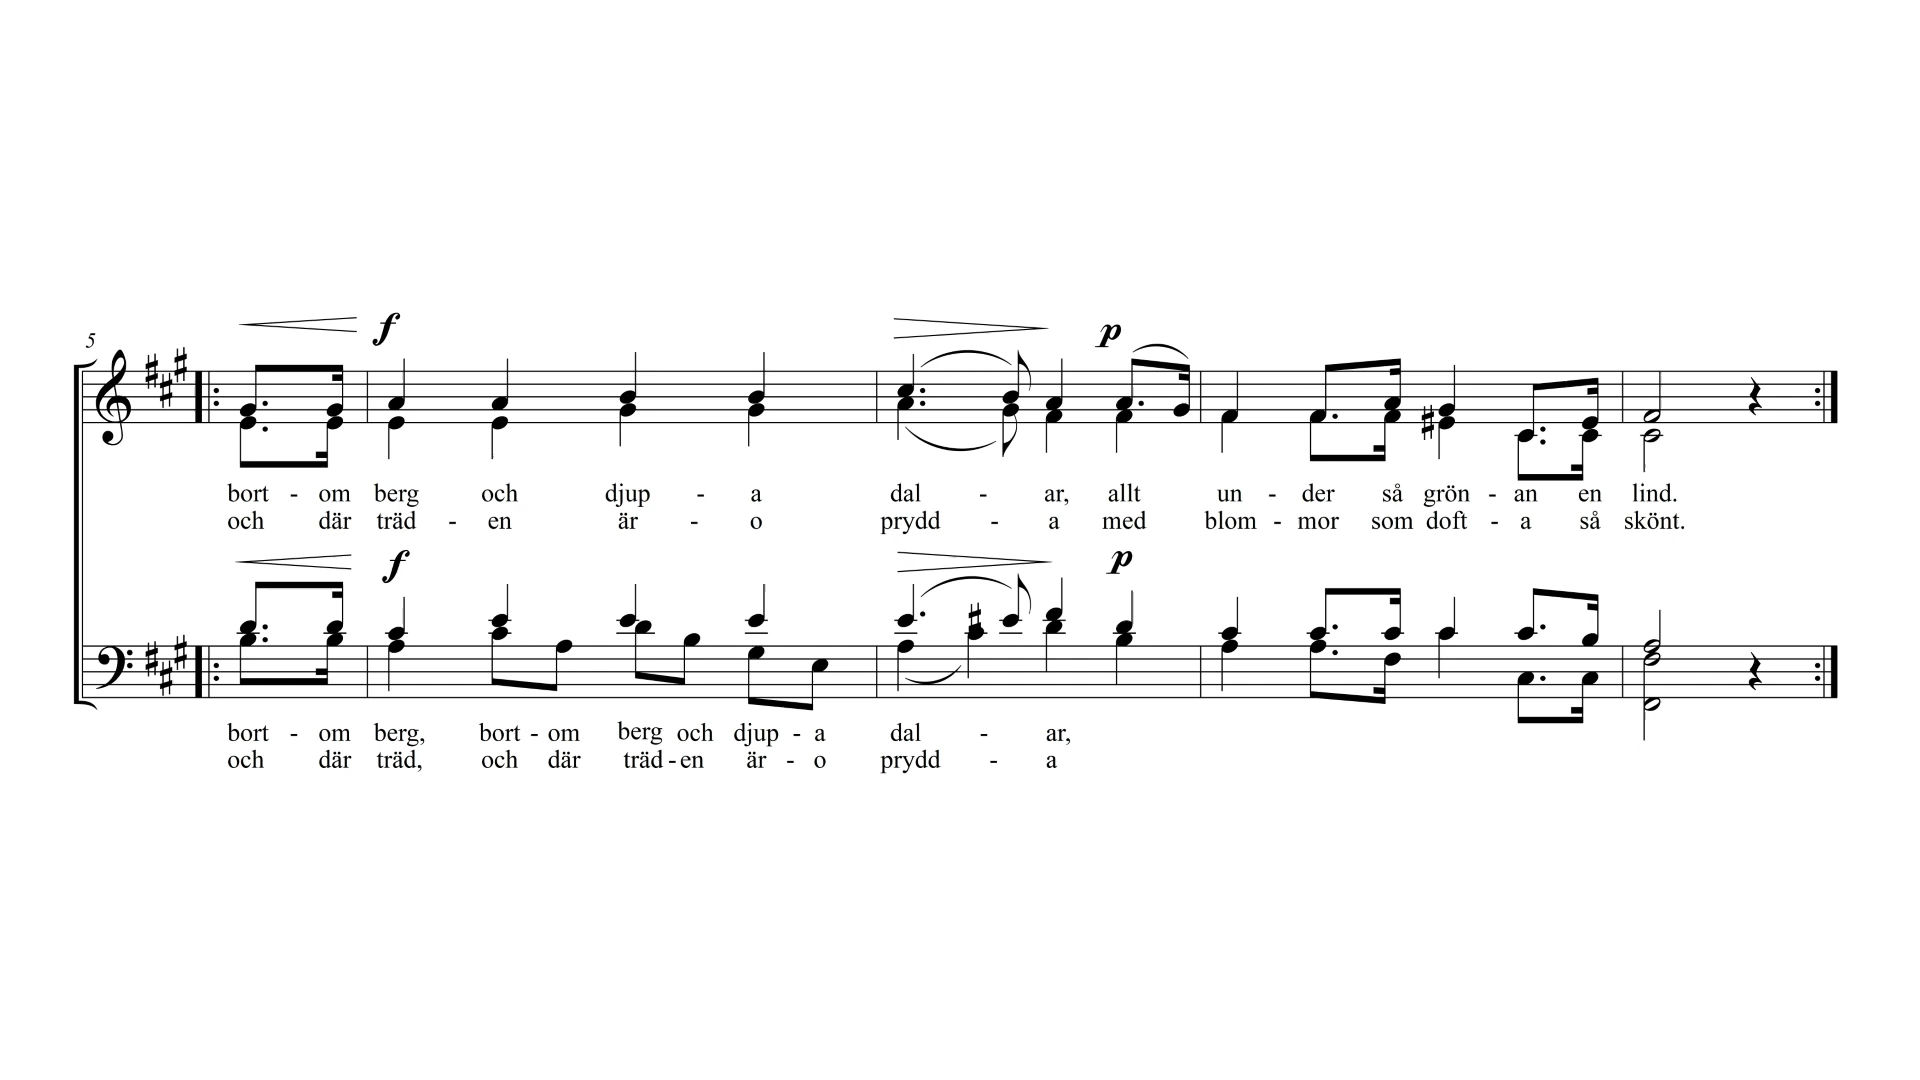 5
f
p
bort - om berg och djup - a dal - ar, allt un - der så grön - an en lind.
och där träd - en är - o prydd - a med blom - mor som doft - a så skönt.
f
p
bort - om berg, bort - om berg och djup - a dal - ar,
och där träd, och där träd - en är - o prydd - a